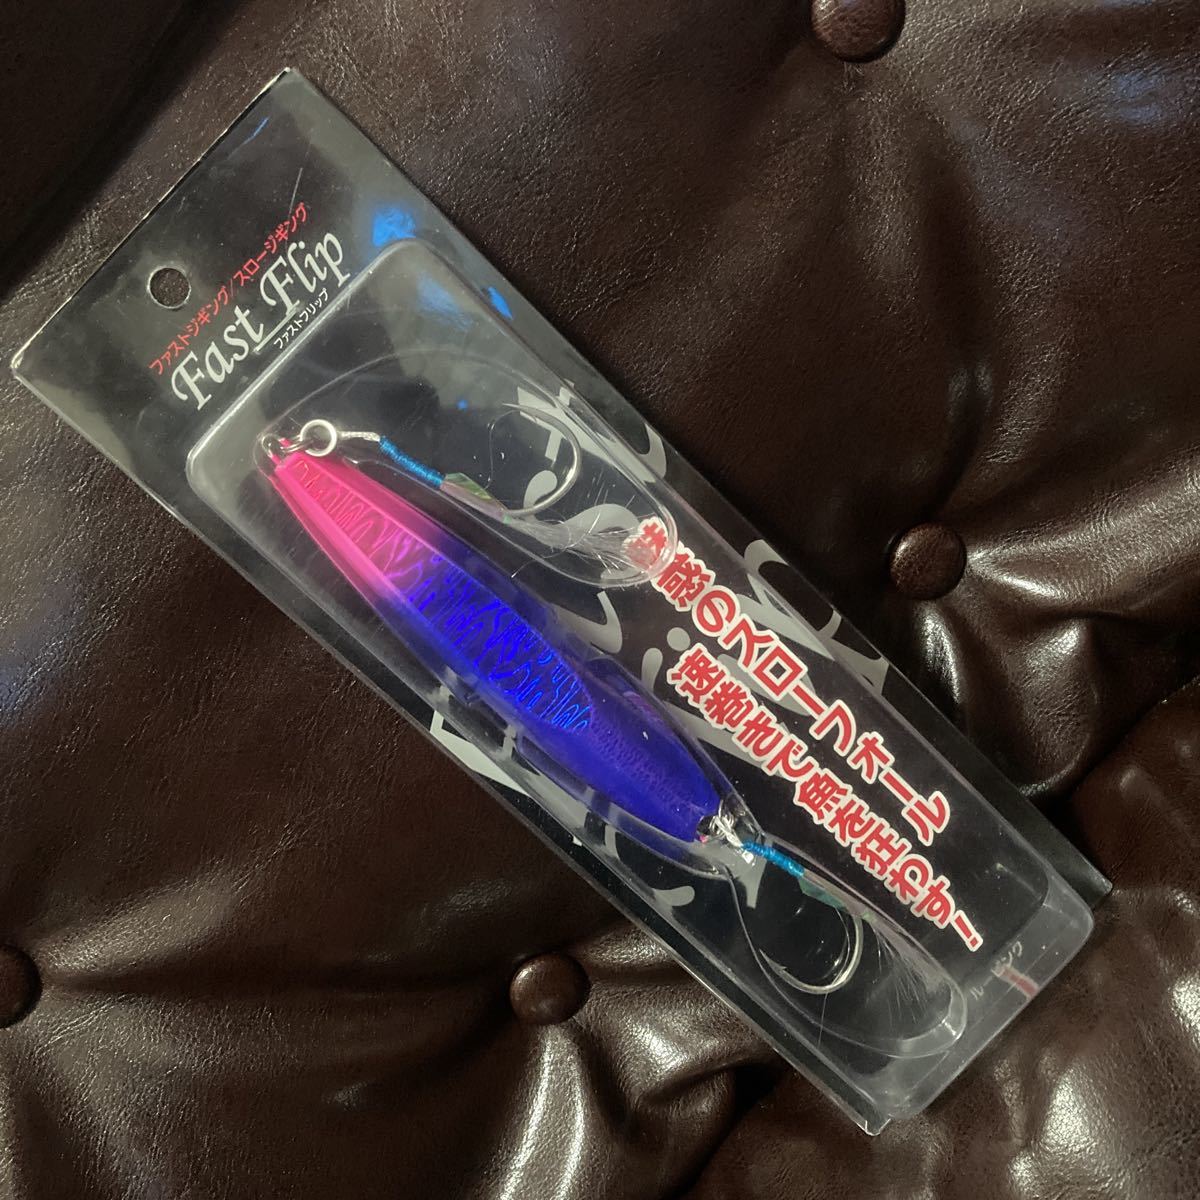 ファストジギング/スロージギング
Fast Flip
ファストフリップ
魅惑のスローフォール
速巻きで魚を狂わす!